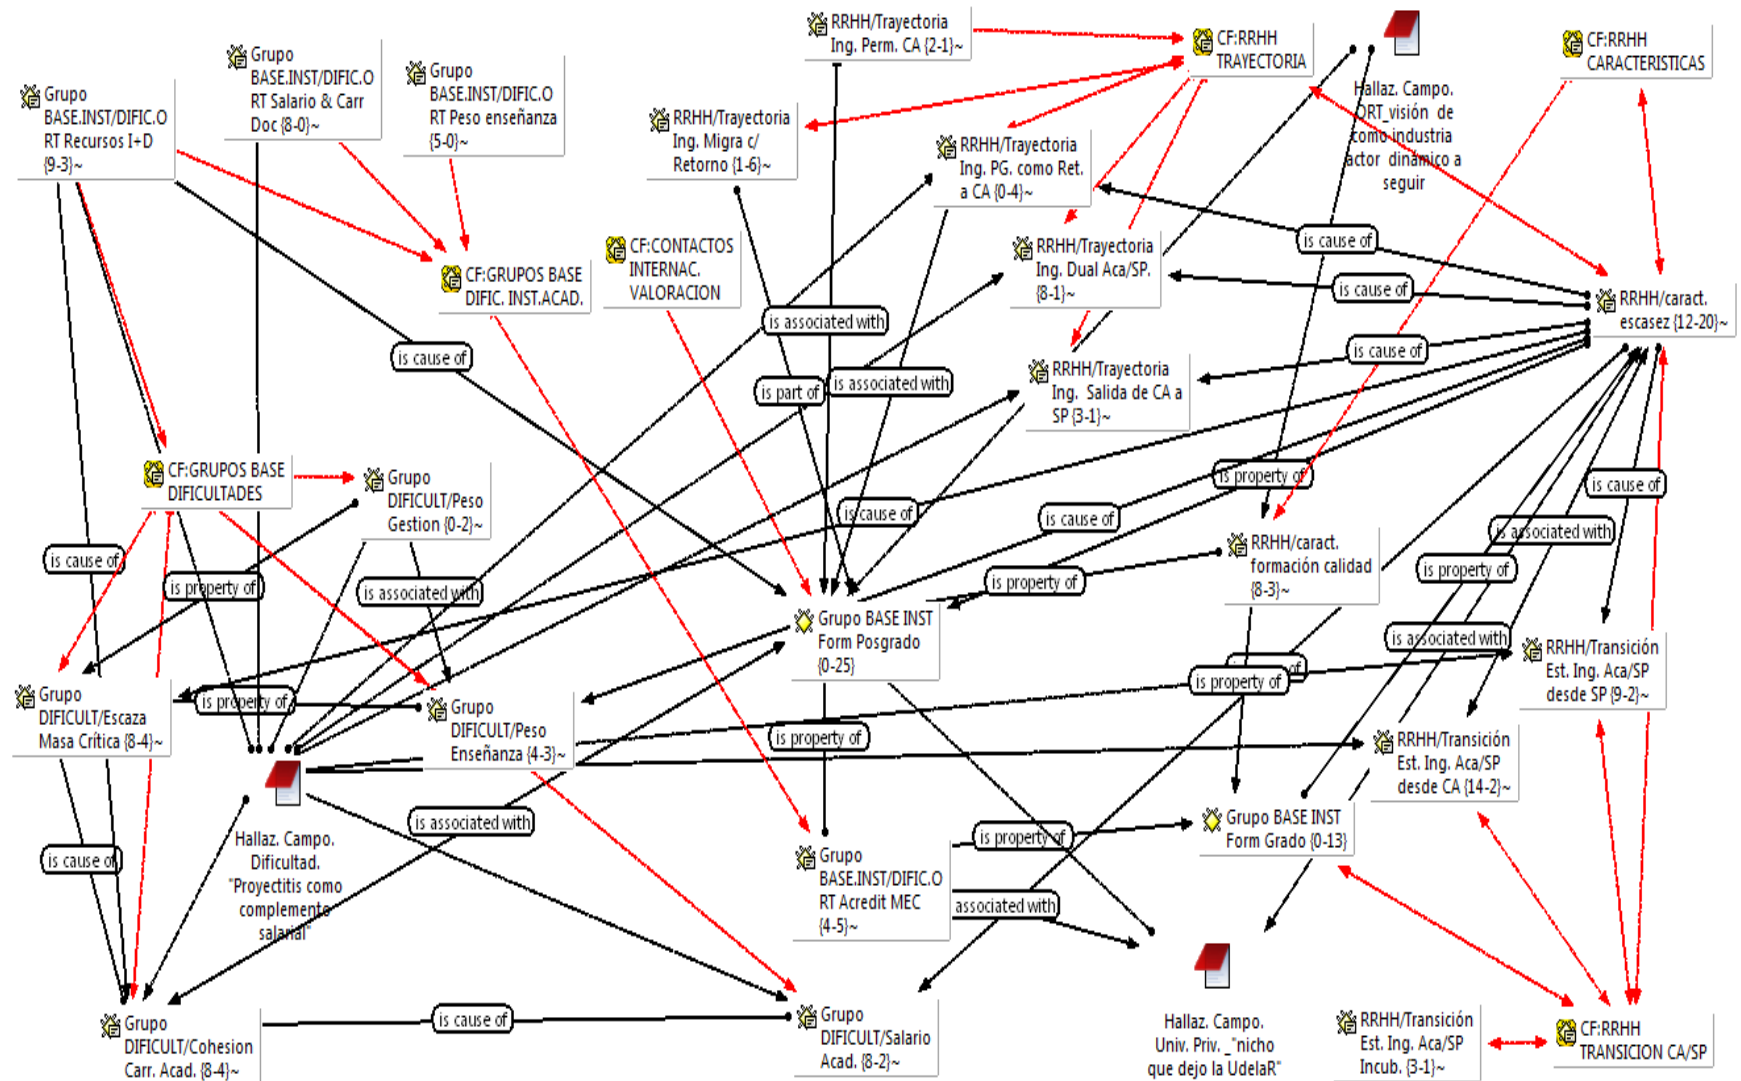 RRHH/Trayectoria
Ing. Perm. CA {2-1}~
CF:RRHH
TRAYECTORIA
CF:RRHH
CARACTERISTICAS
Grupo
BASE.INST/DIFIC.O
RT Salario & Carr
Doc {8-0}~
Grupo
BASE.INST/DIFIC.O
RT Peso enseñanza
{5-0}~
Grupo
BASE.INST/DIFIC.O
RT Recursos I+D
{9-3}~
Hallaz. Campo.
ORT_visión de
como industria
actor dinámico a
seguir
RRHH/Trayectoria
Ing. Migra c/
Retorno {1-6}~
RRHH/Trayectoria
Ing. PG. como Ret.
a CA {0-4}~
CF:CONTACTOS
INTERNAC.
VALORACION
RRHH/Trayectoria
Ing. Dual Aca/SP.
{8-1}~
is cause of
CF:GRUPOS BASE
DIFIC. INST.ACAD.
is cause of
RRHH/caract.
escasez {12-20}~
is associated with
is cause of
is cause of
RRHH/Trayectoria
Ing. Salida de CA a
SP {3-1}~
is part of
is associated with
CF:GRUPOS BASE
DIFICULTADES
Grupo
DIFICULT/Peso
Gestion {0-2}~
is property of
is cause of
is cause of
is cause of
is associated with
RRHH/caract.
formación calidad
{8-3}~
is cause of
is property of
is associated with
is property of
is property of
Grupo BASE INST
Form Posgrado
{0-25}
is associated with
RRHH/Transición
Est. Ing. Aca/SP
desde SP {9-2}~
is property of
Grupo
DIFICULT/Escaza
Masa Crítica {8-4}~
is property of
Grupo
DIFICULT/Peso
Enseñanza {4-3}~
is property of
RRHH/Transición
Est. Ing. Aca/SP
desde CA {14-2}~
Hallaz. Campo.
Dificultad.
"Proyectitis como
complemento
salarial"
is associated with
is property of
Grupo BASE INST
Form Grado {0-13}
is cause of
Grupo
BASE.INST/DIFIC.O
RT Acredit MEC
{4-5}~
associated with
Grupo
DIFICULT/Cohesion
Carr. Acad. {8-4}~
is cause of
Grupo
DIFICULT/Salario
Acad. {8-2}~
Hallaz. Campo.
Univ. Priv. _"nicho
que dejo la UdelaR"
RRHH/Transición
Est. Ing. Aca/SP
Incub. {3-1}~
CF:RRHH
TRANSICION CA/SP